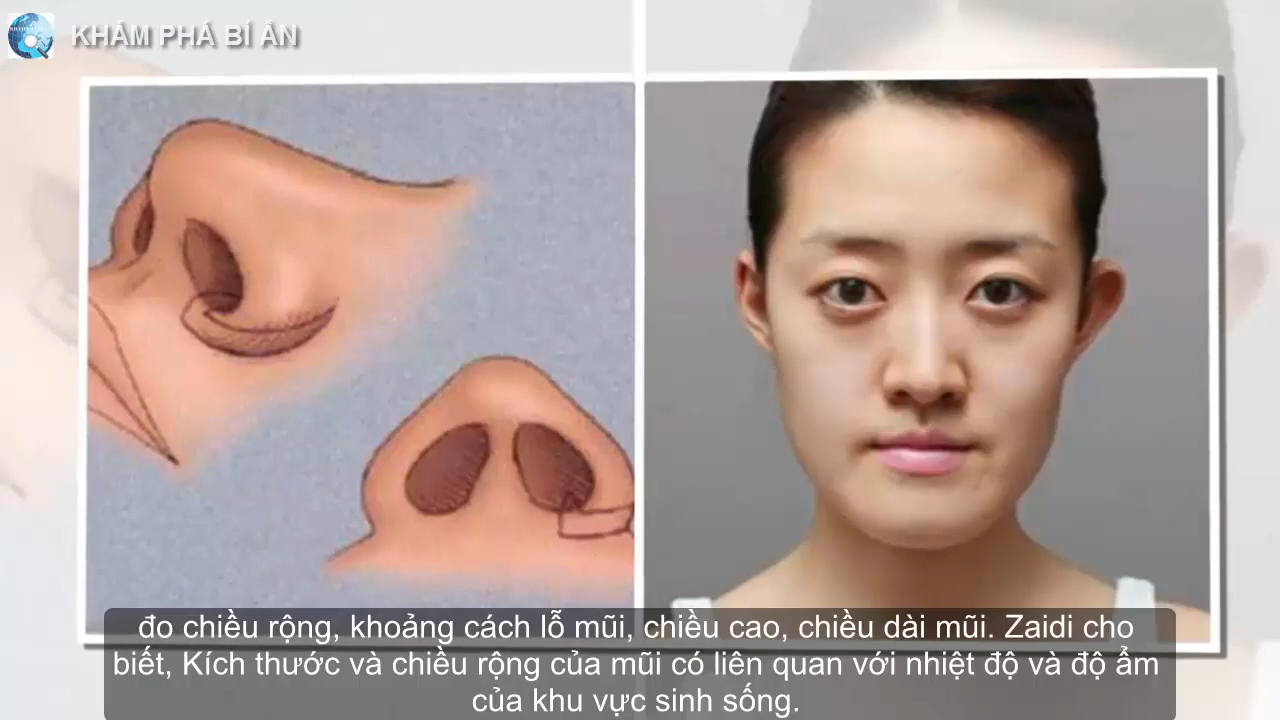 KHÁM PHÁ BÍ ẨN
đo chiều rộng, khoảng cách lỗ mũi, chiều cao, chiều dài mũi. Zaidi cho
biết, Kích thước và chiều rộng của mũi có liên quan với nhiệt độ và độ ẩm
của khu vực sinh sống.